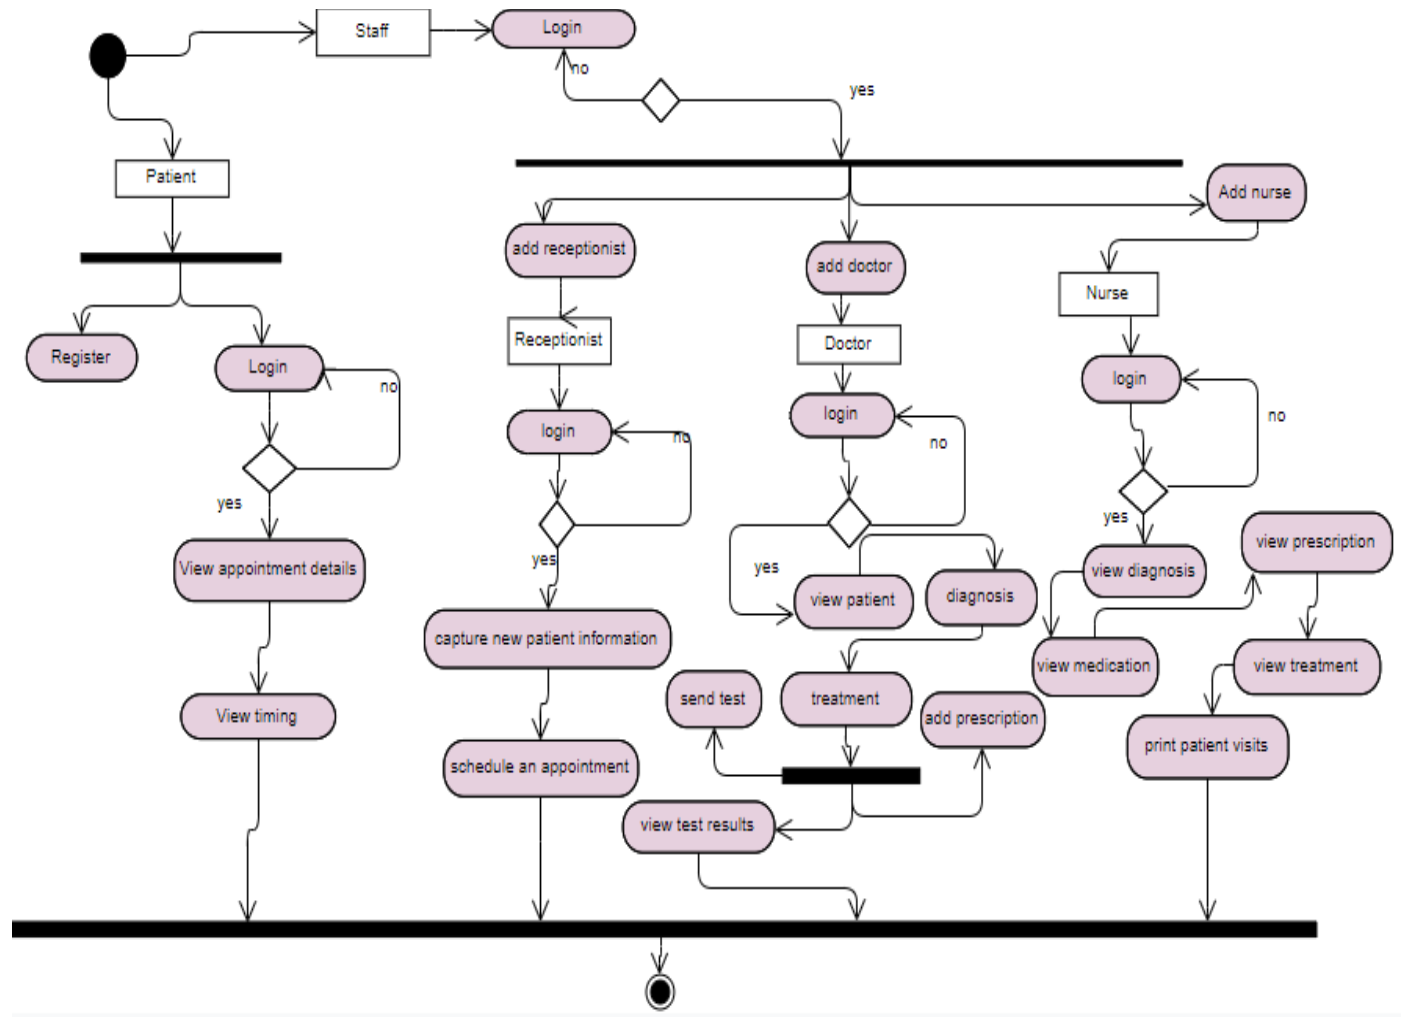 Staff
Login
no
yes
Patient
Add nurse
add receptionist
add doctor
Nurse
Receptionist
Doctor
Register
Login
no
login
login
login
no
no
no
yes
yes
yes
yes
View appointment details
view patient
diagnosis
view diagnosis
view prescription
capture new patient information
view medication
view treatment
send test
treatment
add prescription
View timing
print patient visits
schedule an appointment
view test results